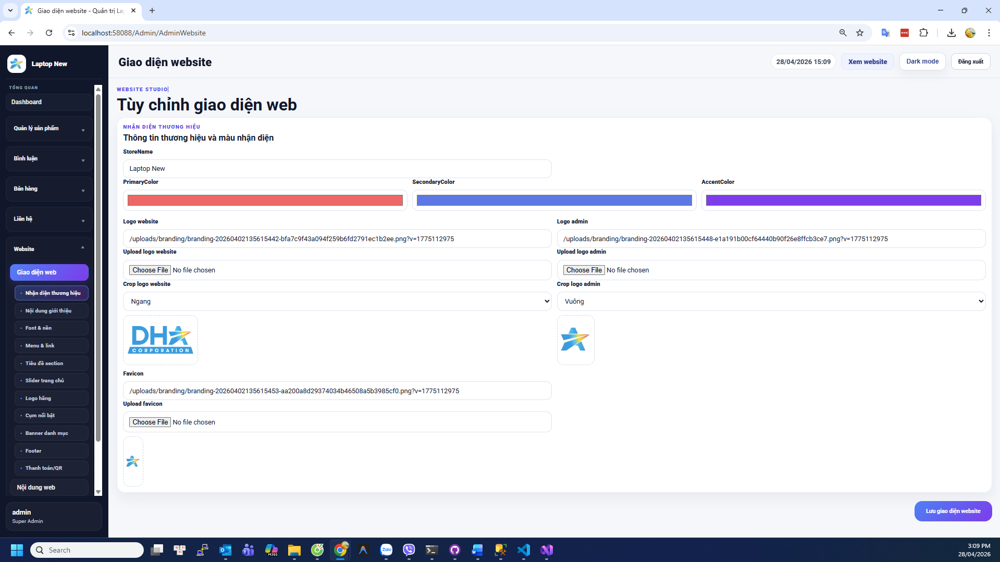 Giao diện website - Quản trị La
localhost:58088/Admin/AdminWebsite
Laptop New
Giao diện website
28/04/2026 15:09
Xem website
Dark mode
Đăng xuất
TỔNG QUAN
Dashboard
Quản lý sản phẩm
Bình luận
Bán hàng
Liên hệ
Website
Giao diện web
Nhận diện thương hiệu
Nội dung giới thiệu
Font & nền
Menu & link
Tiêu đề section
Slider trang chủ
Logo hãng
Cụm nổi bật
Banner danh mục
Footer
Thanh toán/QR
Nội dung web
admin
Super Admin
WEBSITE STUDIO
Tùy chỉnh giao diện web
NHẬN DIỆN THƯƠNG HIỆU
Thông tin thương hiệu và màu nhận diện
StoreName
Laptop New
PrimaryColor
SecondaryColor
AccentColor
Logo website
Logo admin
/uploads/branding/branding-20260402135615442-bfa7c9f43a094f259b6fd2791ec1b2ee.png?v=1775112975
/uploads/branding/branding-20260402135615448-e1a191b00cf64440b90f26e8ffcb3ce7.png?v=1775112975
Upload logo website
Upload logo admin
Choose File No file chosen
Choose File No file chosen
Crop logo website
Crop logo admin
Ngang
Vuông
DHA
CORPORATION
Favicon
/uploads/branding/branding-20260402135615453-aa200a8d29374034b46508a5b3985cf0.png?v=1775112975
Upload favicon
Choose File No file chosen
Lưu giao diện website
Search
M365
Zalo
3:09 PM
28/04/2026